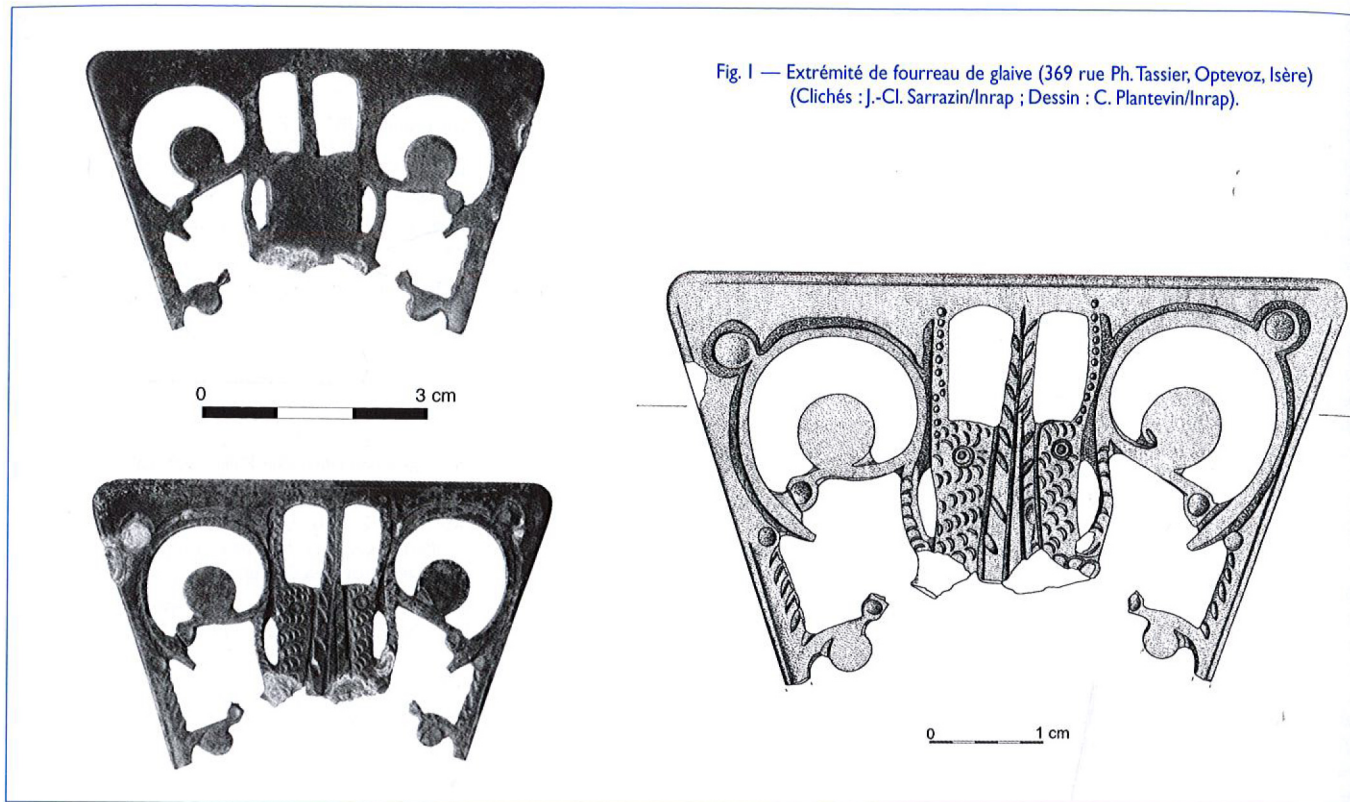 Fig. 1 — Extrémité de fourreau de glaive (369 rue Ph. Tassier, Optevoz, Isère)
(Clichés : J.-Cl. Sarrazin/Inrap ; Dessin : C. Plantevin/Inrap).
0 3 cm
0 1 cm